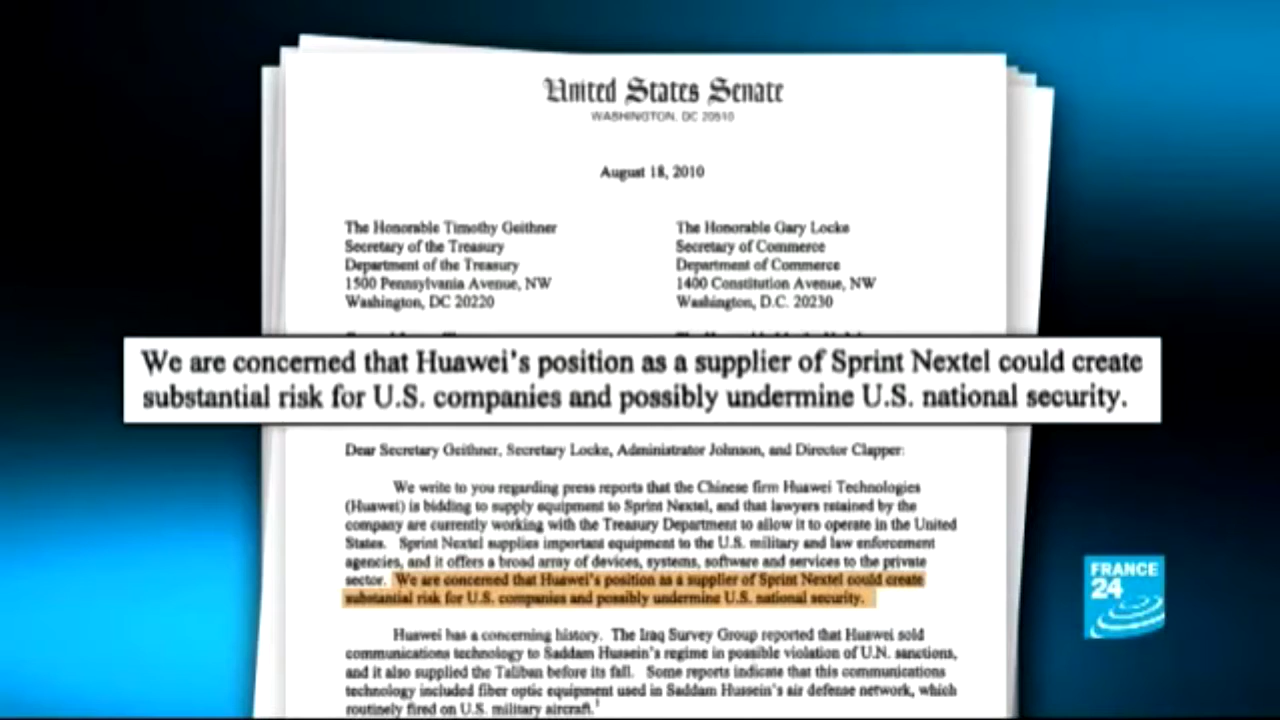 United States Senate
WASHINGTON, DC 20510
August 18, 2010
The Honorable Timothy Geithner
Secretary of the Treasury
Department of the Treasury
1500 Pennsylvania Avenue, NW
Washington, DC 20220
The Honorable Gary Locke
Secretary of Commerce
Department of Commerce
1400 Constitution Avenue, NW
Washington, D.C. 20230
We are concerned that Huawei's position as a supplier of Sprint Nextel could create
substantial risk for U.S. companies and possibly undermine U.S. national security.
Dear Secretary Geithner, Secretary Locke, Administrator Johnson, and Director Clapper:
We write to you regarding press reports that the Chinese firm Huawei Technologies
(Huawei) is bidding to supply equipment to Sprint Nextel, and that lawyers retained by the
company are currently working with the Treasury Department to allow it to operate in the United
States. Sprint Nextel supplies important equipment to the U.S. military and law enforcement
agencies, and it offers a broad array of devices, systems, software and services to the private
sector. We are concerned that Huawei's position as a supplier of Sprint Nextel could create
substantial risk for U.S. companies and possibly undermine U.S. national security.
Huawei has a concerning history. The Iraq Survey Group reported that Huawei sold
communications technology to Saddam Hussein's regime in possible violation of U.N. sanctions,
and it also supplied the Taliban before its fall. Some reports indicate that this communications
technology included fiber optic equipment used in Saddam Hussein's air defense network, which
routinely fired on U.S. military aircraft.1
FRANCE
24